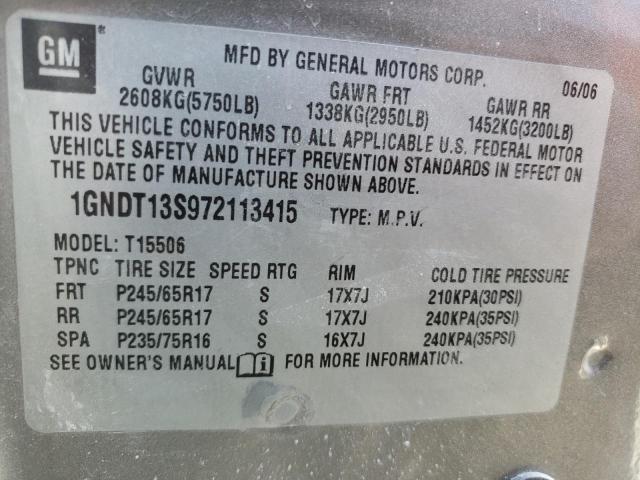 GM
MFD BY GENERAL MOTORS CORP.
06/06
GVWR GAWR FRT GAWR RR
2608KG(5750LB) 1338KG(2950LB) 1452KG(3200LB)
THIS VEHICLE CONFORMS TO ALL APPLICABLE U.S. FEDERAL MOTOR
VEHICLE SAFETY AND THEFT PREVENTION STANDARDS IN EFFECT ON
THE DATE OF MANUFACTURE SHOWN ABOVE.
1GNDT13S972113415 TYPE: M.P.V.
MODEL: T15506
TPNC TIRE SIZE SPEED RTG RIM COLD TIRE PRESSURE
FRT P245/65R17 S 17X7J 210KPA(30PSI)
RR P245/65R17 S 17X7J 240KPA(35PSI)
SPA P235/75R16 S 16X7J 240KPA(35PSI)
SEE OWNER'S MANUAL FOR MORE INFORMATION.